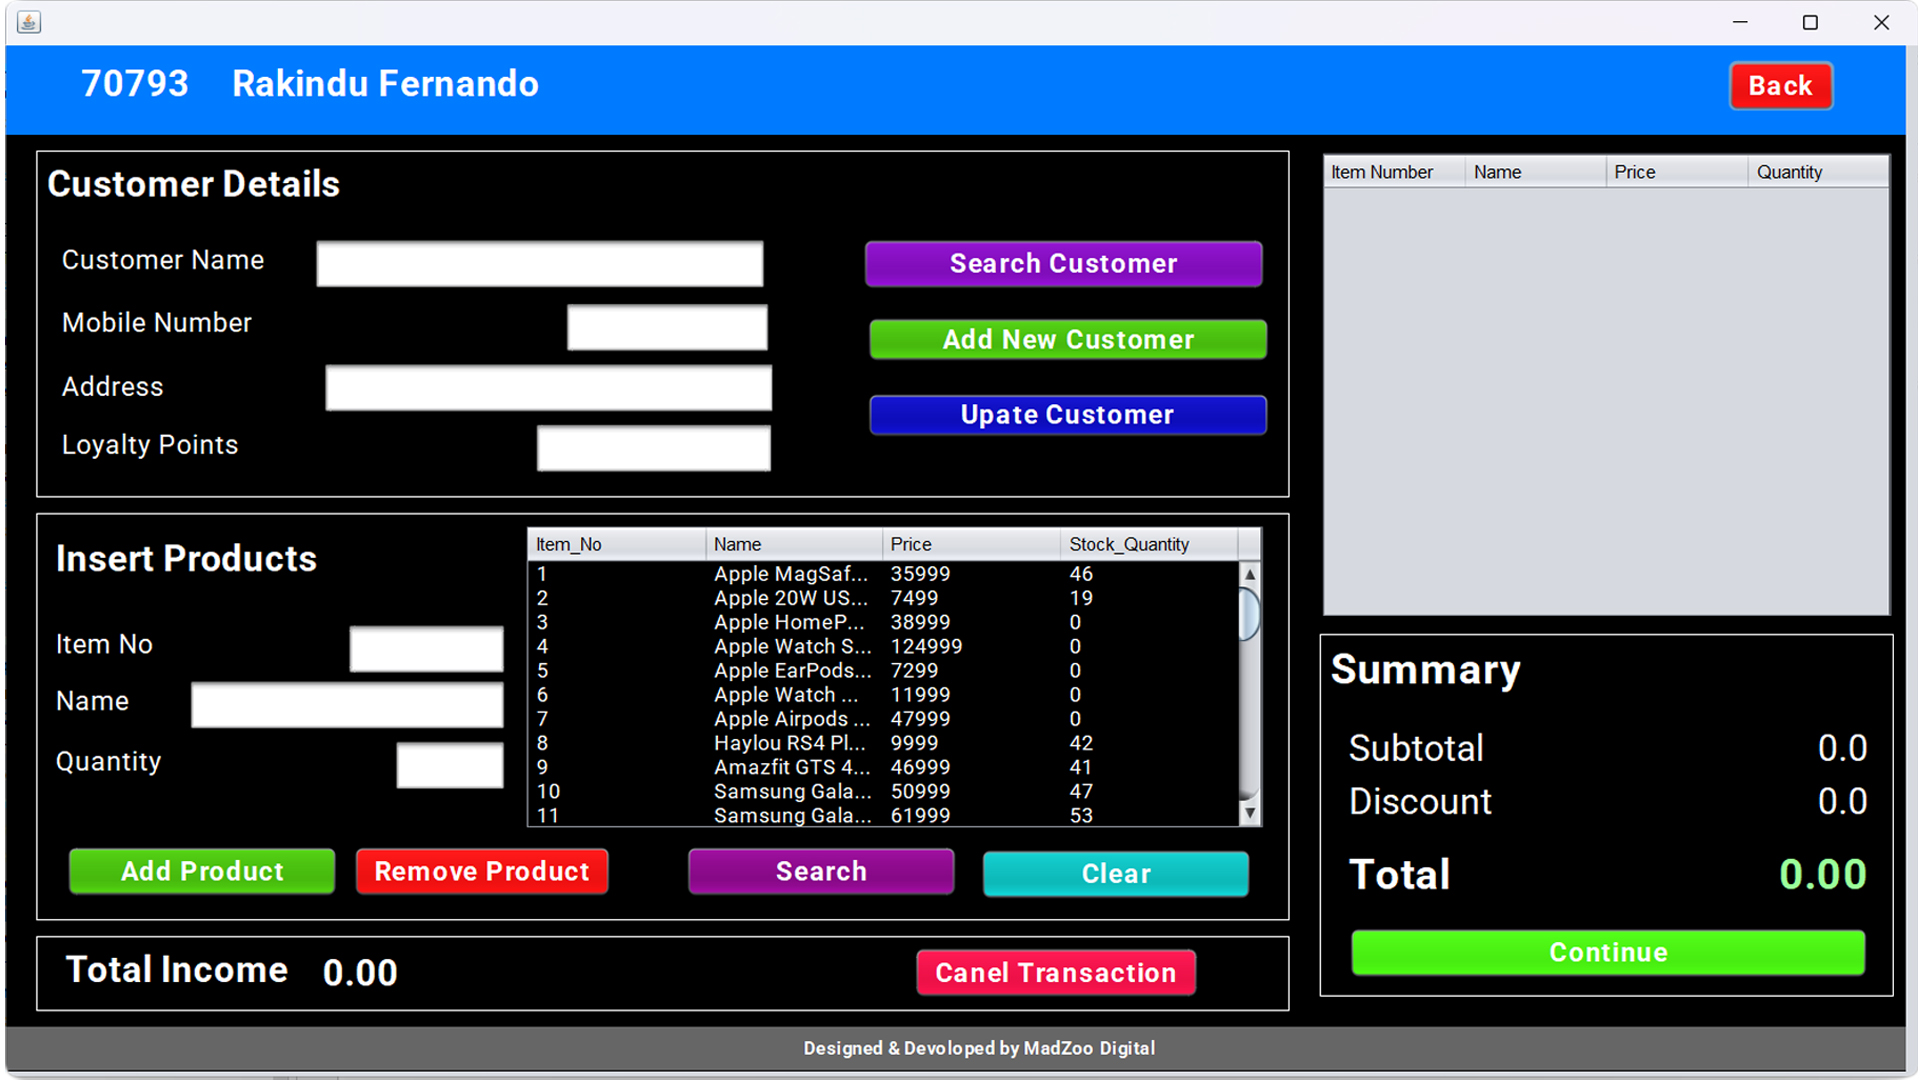 70793 Rakindu Fernando
Back
Customer Details
Customer Name
Search Customer
Mobile Number
Add New Customer
Address
Upate Customer
Loyalty Points
Insert Products
Item No
Name
Quantity
Item_No Name Price Stock_Quantity
1 Apple MagSaf... 35999 46
2 Apple 20W US... 7499 19
3 Apple HomeP... 38999 0
4 Apple Watch S... 124999 0
5 Apple EarPods... 7299 0
6 Apple Watch ... 11999 0
7 Apple Airpods ... 47999 0
8 Haylou RS4 Pl... 9999 42
9 Amazfit GTS 4... 46999 41
10 Samsung Gala... 50999 47
11 Samsung Gala... 61999 53
Add Product Remove Product Search Clear
Total Income 0.00 Canel Transaction
Item Number Name Price Quantity
Summary
Subtotal 0.0
Discount 0.0
Total 0.00
Continue
Designed & Devoloped by MadZoo Digital